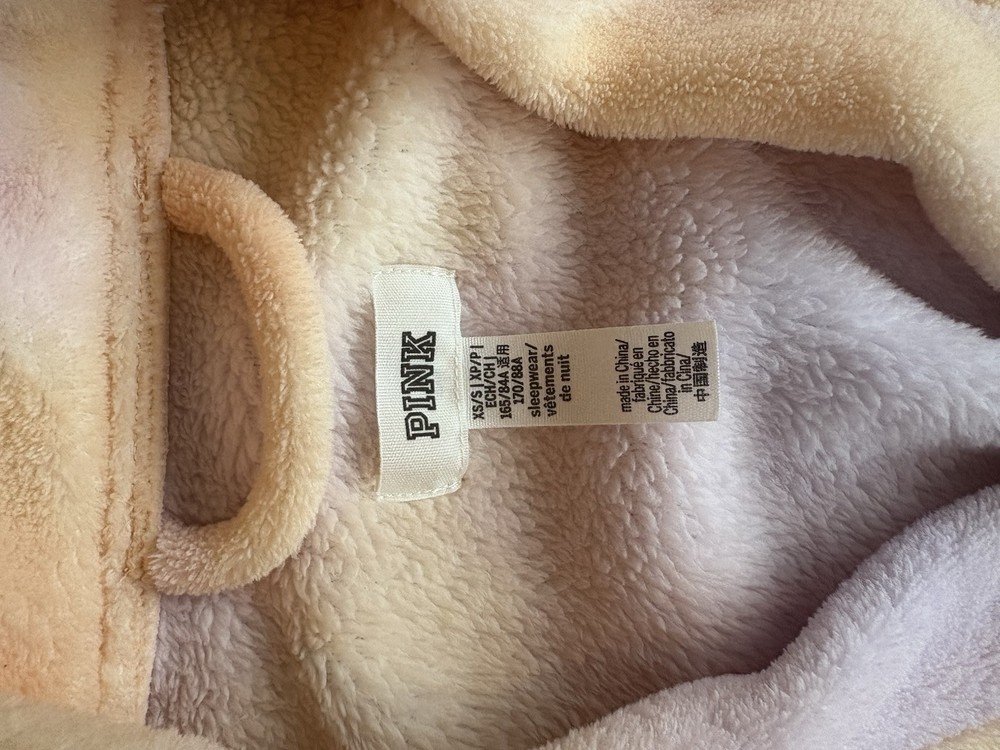 PINK
XS/S | XP/P |
ECH/CH |
165/84A 适用
170/88A
sleepwear/
vêtements
de nuit
made in China/
fabriqué en
Chine/hecho en
China/fabbricato
in Cina/
中国制造